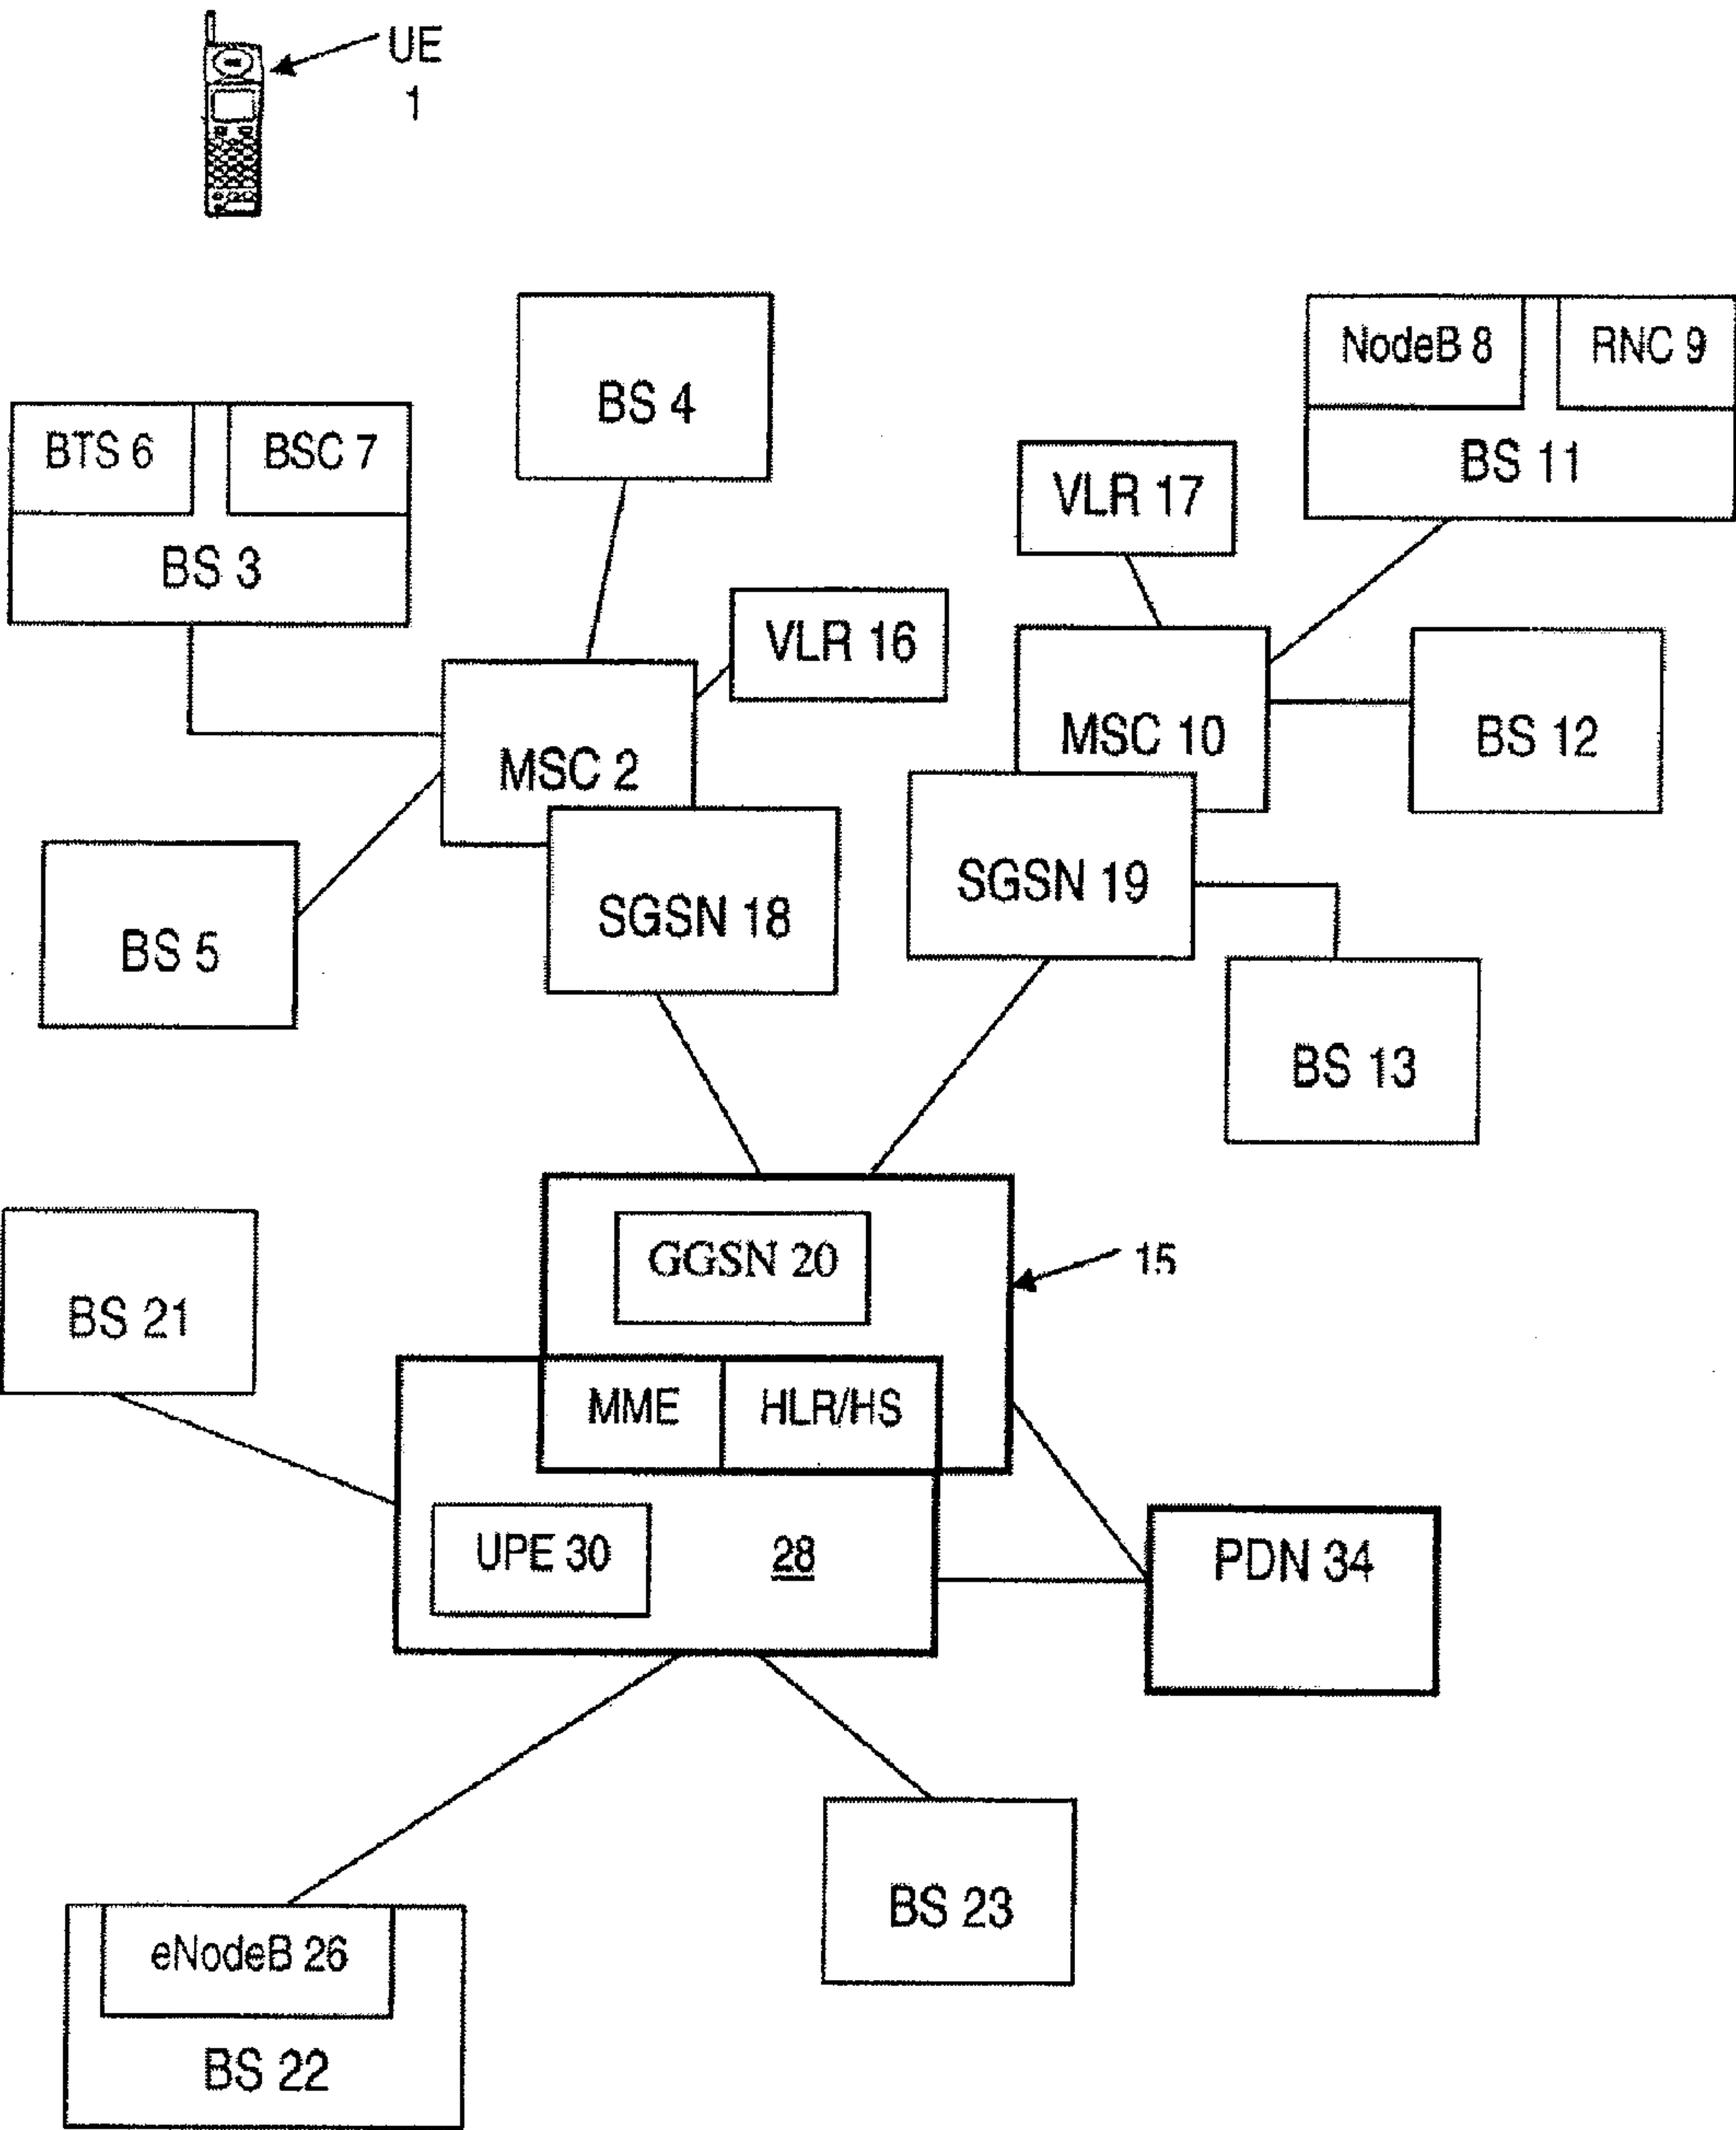 UE
1
BS 4
NodeB 8
RNC 9
BTS 6
BSC 7
BS 11
VLR 17
BS 3
VLR 16
MSC 10
BS 12
MSC 2
SGSN 19
SGSN 18
BS 5
BS 13
GGSN 20
15
BS 21
MME
HLR/HS
UPE 30
28
PDN 34
BS 23
eNodeB 26
BS 22